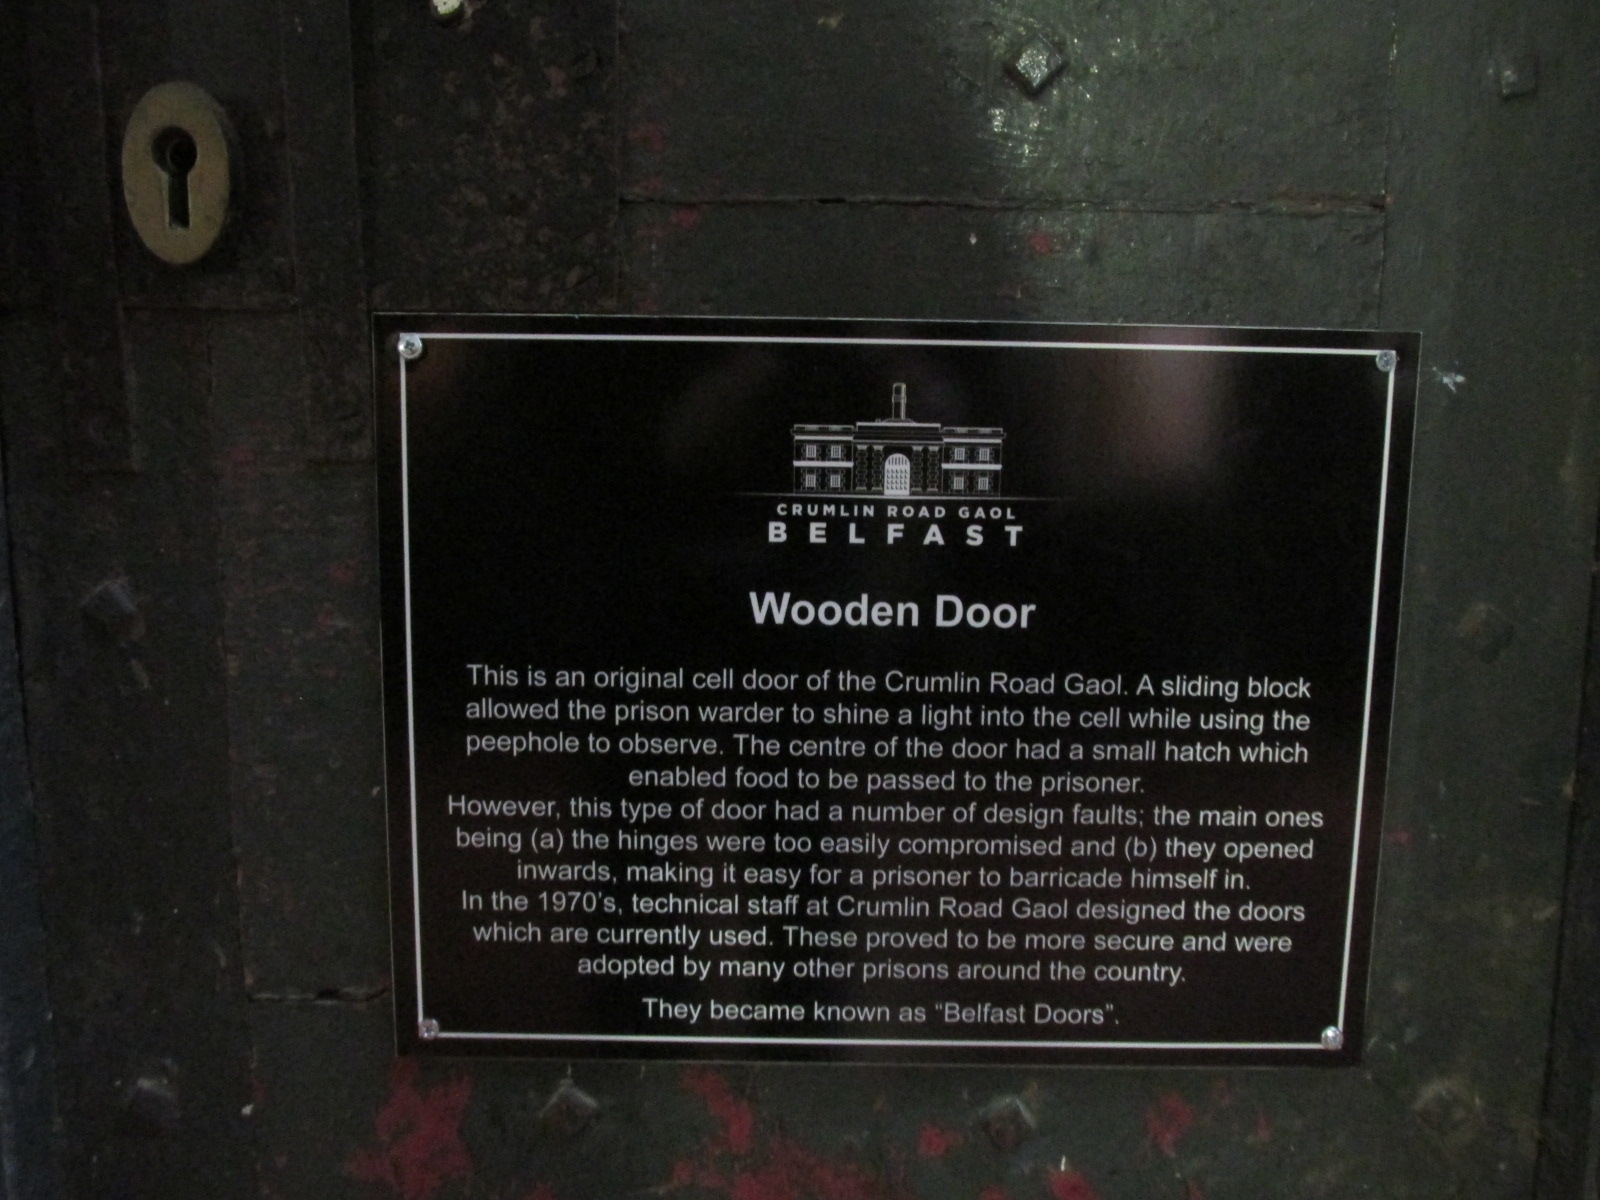 CRUMLIN ROAD GAOL
BELFAST
Wooden Door
This is an original cell door of the Crumlin Road Gaol. A sliding block
allowed the prison warder to shine a light into the cell while using the
peephole to observe. The centre of the door had a small hatch which
enabled food to be passed to the prisoner.
However, this type of door had a number of design faults; the main ones
being (a) the hinges were too easily compromised and (b) they opened
inwards, making it easy for a prisoner to barricade himself in.
In the 1970's, technical staff at Crumlin Road Gaol designed the doors
which are currently used. These proved to be more secure and were
adopted by many other prisons around the country.
They became known as “Belfast Doors”.